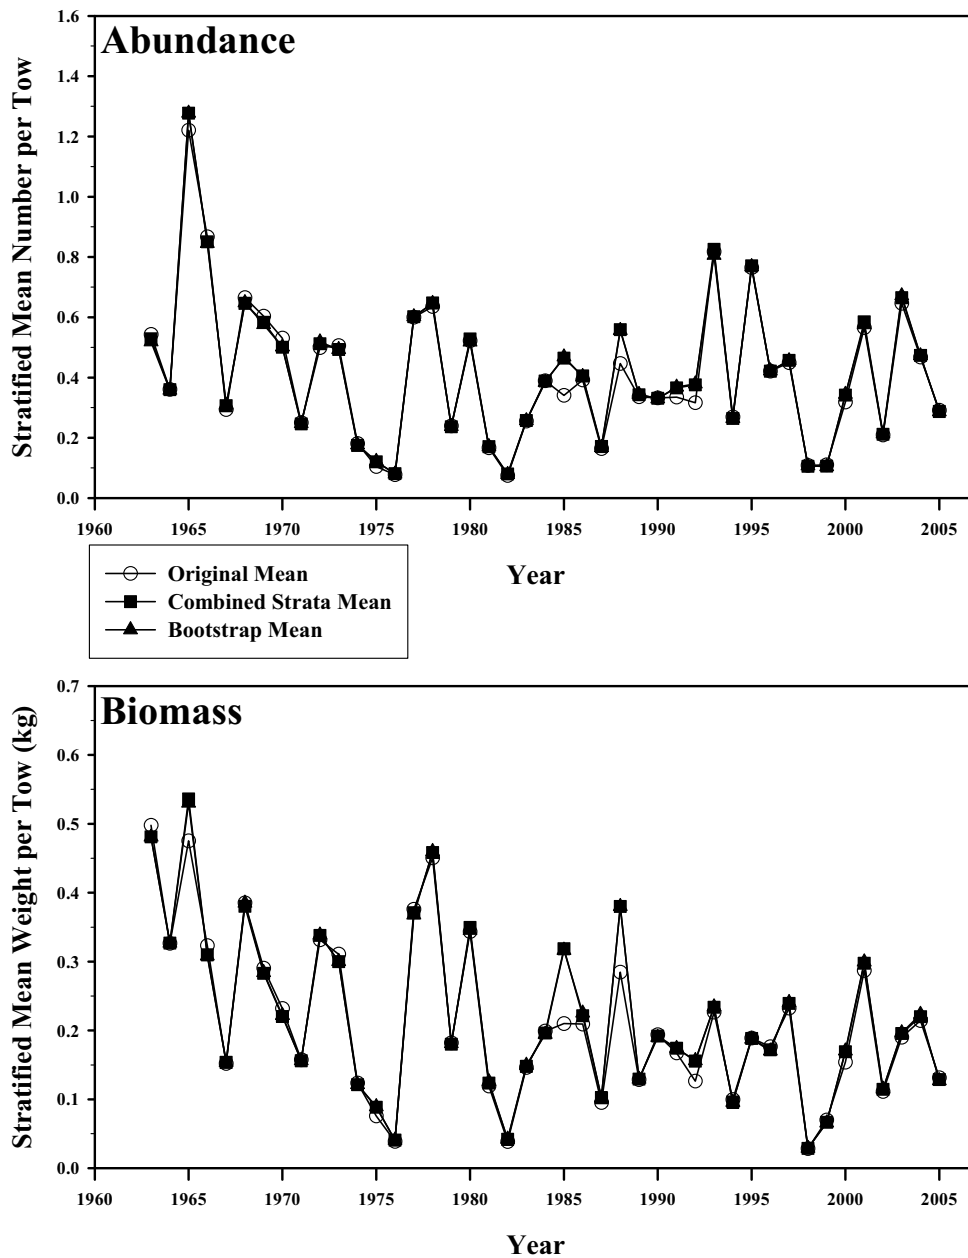 Abundance
Stratified Mean Number per Tow
1.6
1.4
1.2
1.0
0.8
0.6
0.4
0.2
0.0
1960 1965 1970 1975 1980 1985 1990 1995 2000 2005
Year
Original Mean
Combined Strata Mean
Bootstrap Mean
Biomass
Stratified Mean Weight per Tow (kg)
0.7
0.6
0.5
0.4
0.3
0.2
0.1
0.0
1960 1965 1970 1975 1980 1985 1990 1995 2000 2005
Year